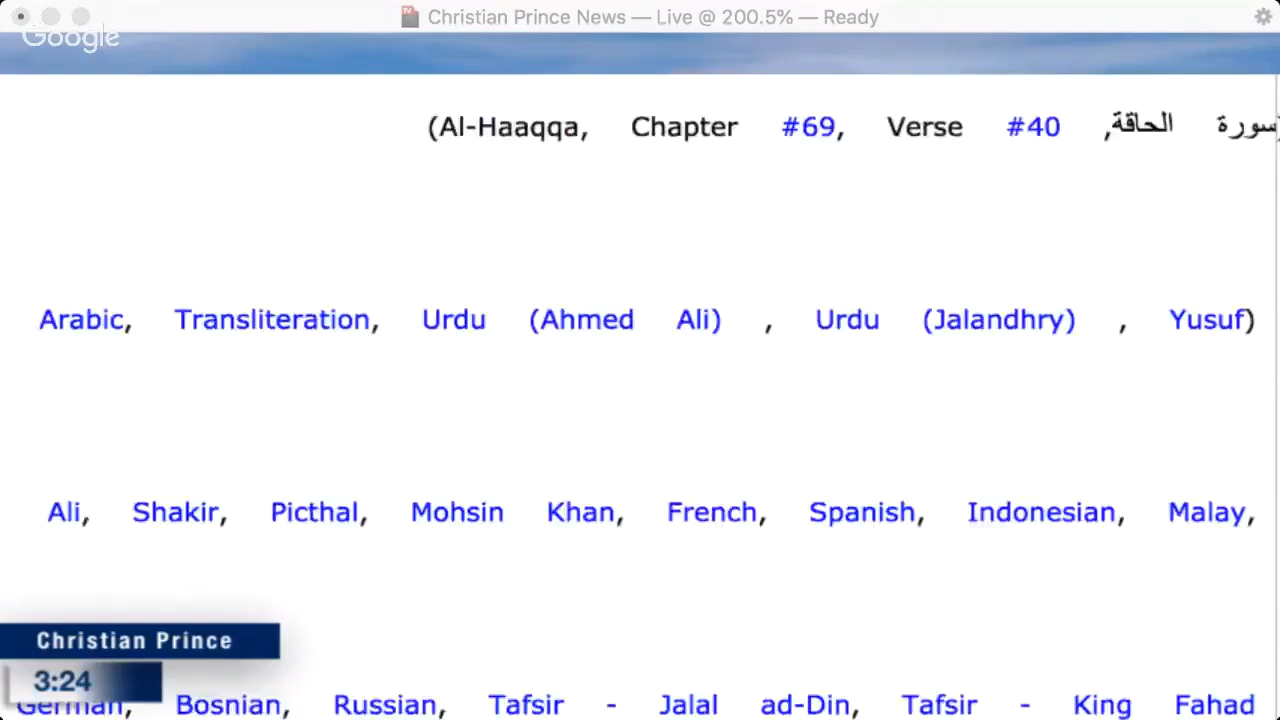 Christian Prince News — Live @ 200.5% — Ready
Google
(Al-Haaqqa, Chapter #69, Verse #40 سورة الحاقة,
Arabic, Transliteration, Urdu (Ahmed Ali) , Urdu (Jalandhry) , Yusuf)
Ali, Shakir, Picthal, Mohsin Khan, French, Spanish, Indonesian, Malay,
Christian Prince
3:24
German, Bosnian, Russian, Tafsir - Jalal ad-Din, Tafsir - King Fahad